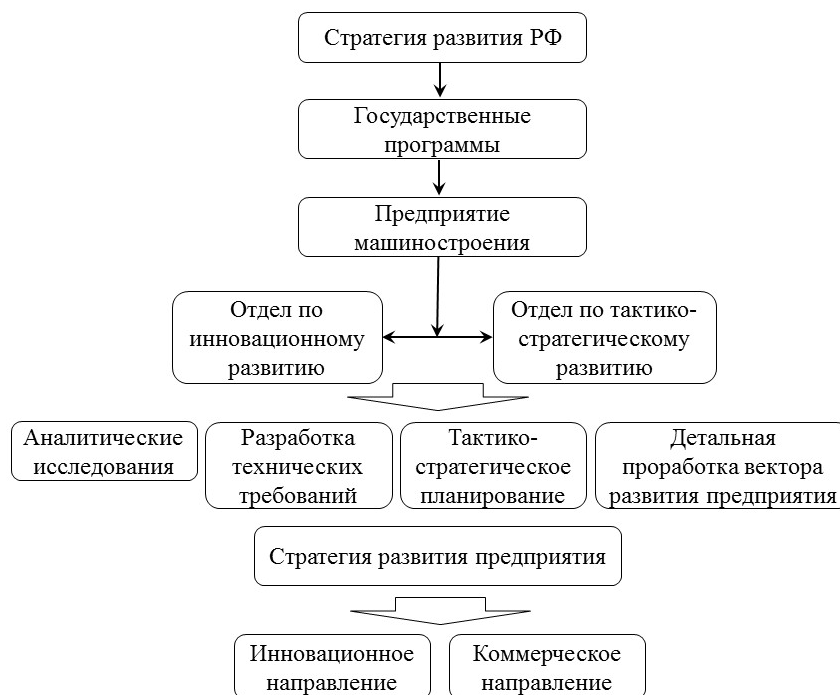 Стратегия развития РФ
Государственные
программы
Предприятие
машиностроения
Отдел по
инновационному
развитию
Отдел по тактико-
стратегическому
развитию
Аналитические
исследования
Разработка
технических
требований
Тактико-
стратегическое
планирование
Детальная
проработка вектора
развития предприятия
Стратегия развития предприятия
Инновационное
направление
Коммерческое
направление